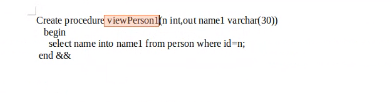 Create procedure viewPerson1(n int,out name1 varchar(30))
begin
select name into name1 from person where id=n;
end &&